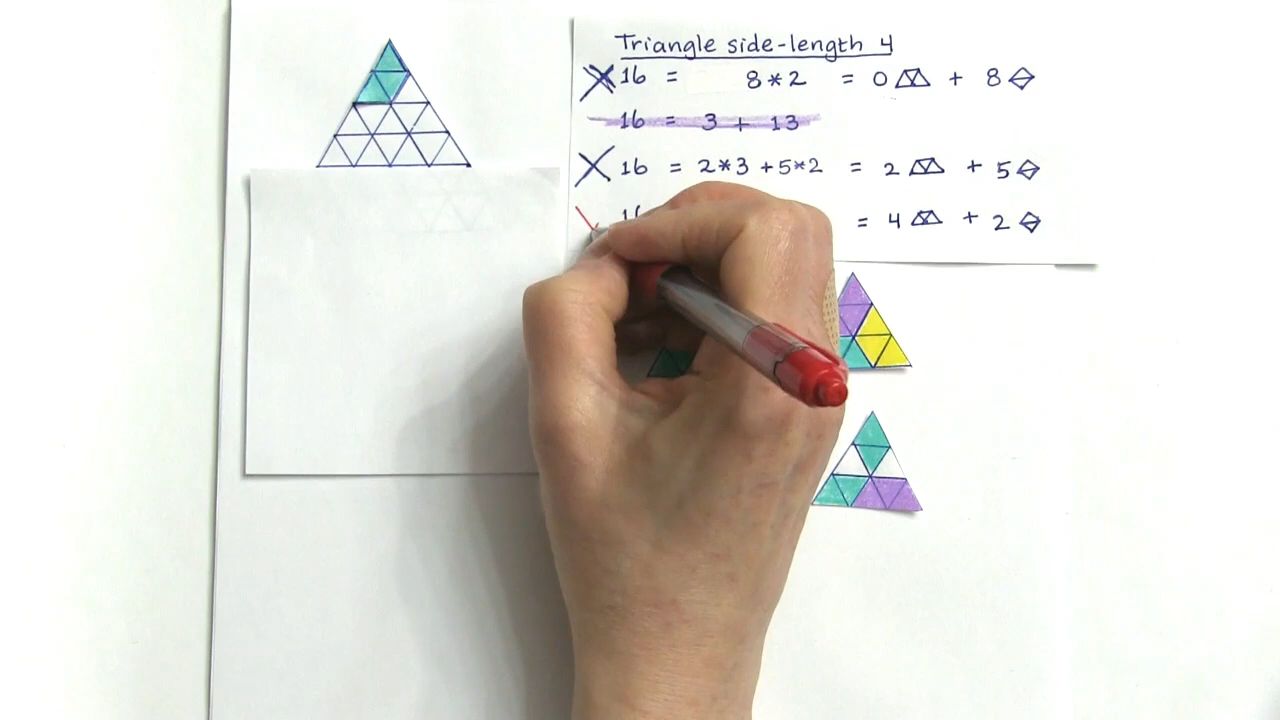 Triangle side-length 4
16 = 8*2 = 0 + 8
16 = 3 + 13
16 = 2*3 + 5*2 = 2 + 5
16 = 4 + 2